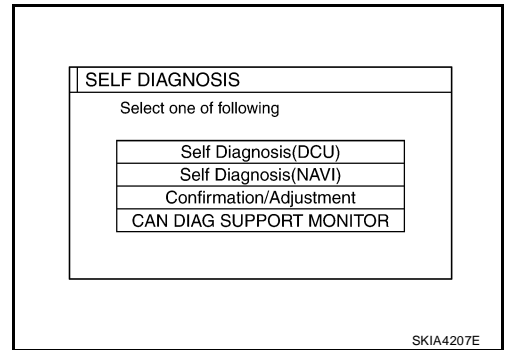 SELF DIAGNOSIS
Select one of following
Self Diagnosis(DCU)
Self Diagnosis(NAVI)
Confirmation/Adjustment
CAN DIAG SUPPORT MONITOR
SKIA4207E